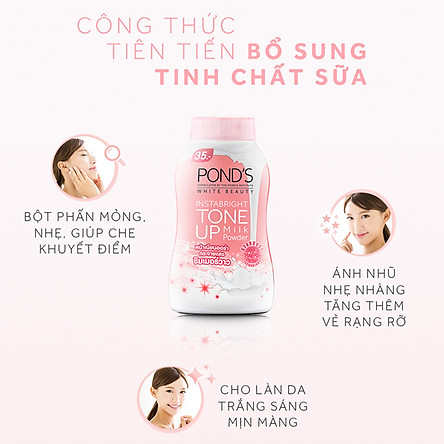 CÔNG THỨC
TIÊN TIẾN BỔ SUNG
TINH CHẤT SỮA
35.-
POND'S
WHITE BEAUTY
INSTABRIGHT
TONE
UP Milk
Powder
BỘT PHẤN MỎNG,
NHẸ, GIÚP CHE
KHUYẾT ĐIỂM
ÁNH NHŨ
NHẸ NHÀNG
TĂNG THÊM
VẺ RẠNG RỠ
CHO LÀN DA
TRẮNG SÁNG
MỊN MÀNG